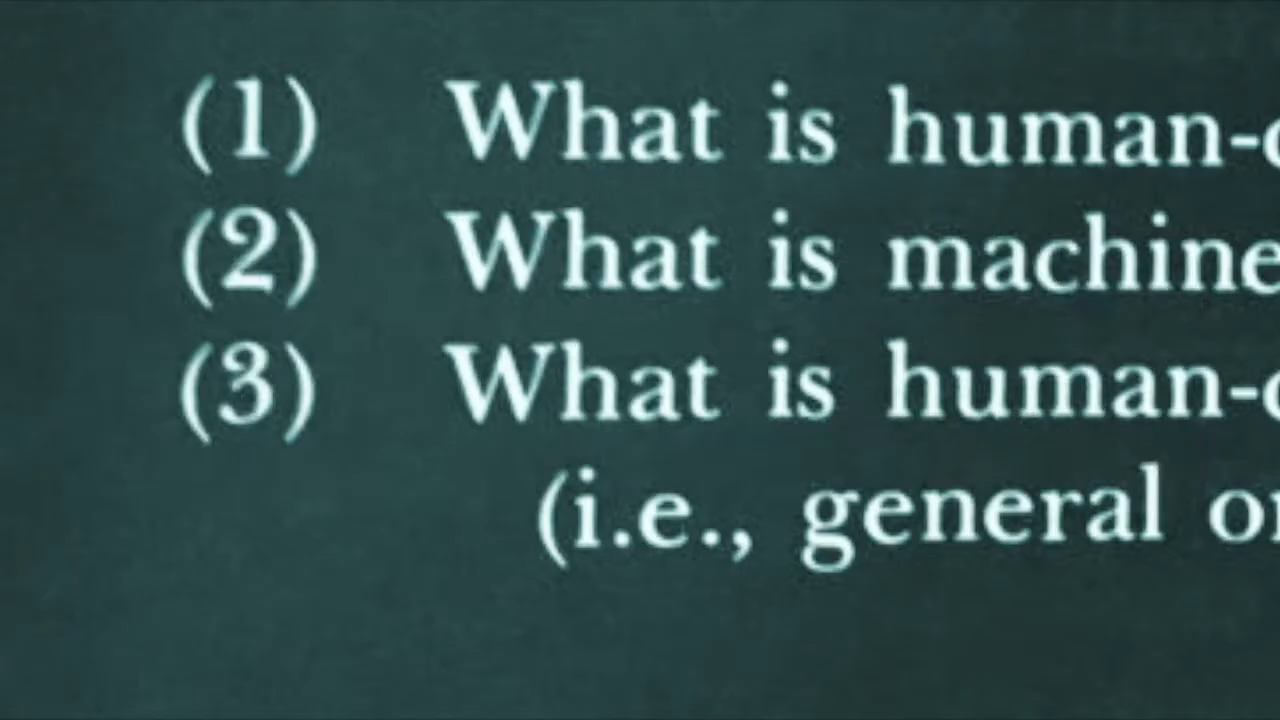 (1) What is human-
(2) What is machine
(3) What is human-
(i.e., general